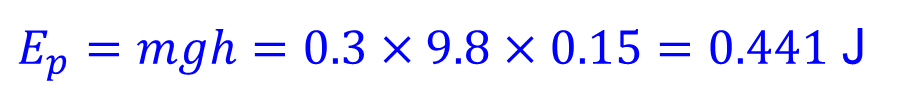 Eₚ = mgh = 0.3 × 9.8 × 0.15 = 0.441 J